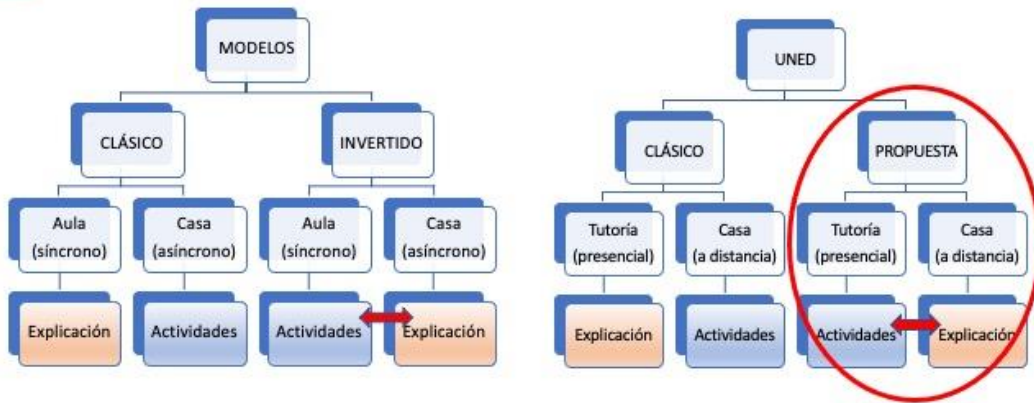 MODELOS
UNED
CLÁSICO
INVERTIDO
CLÁSICO
PROPUESTA
Aula
(síncrono)
Casa
(asíncrono)
Aula
(síncrono)
Casa
(asíncrono)
Tutoría
(presencial)
Casa
(a distancia)
Tutoría
(presencial)
Casa
(a distancia)
Explicación
Actividades
Actividades
Explicación
Explicación
Actividades
Actividades
Explicación